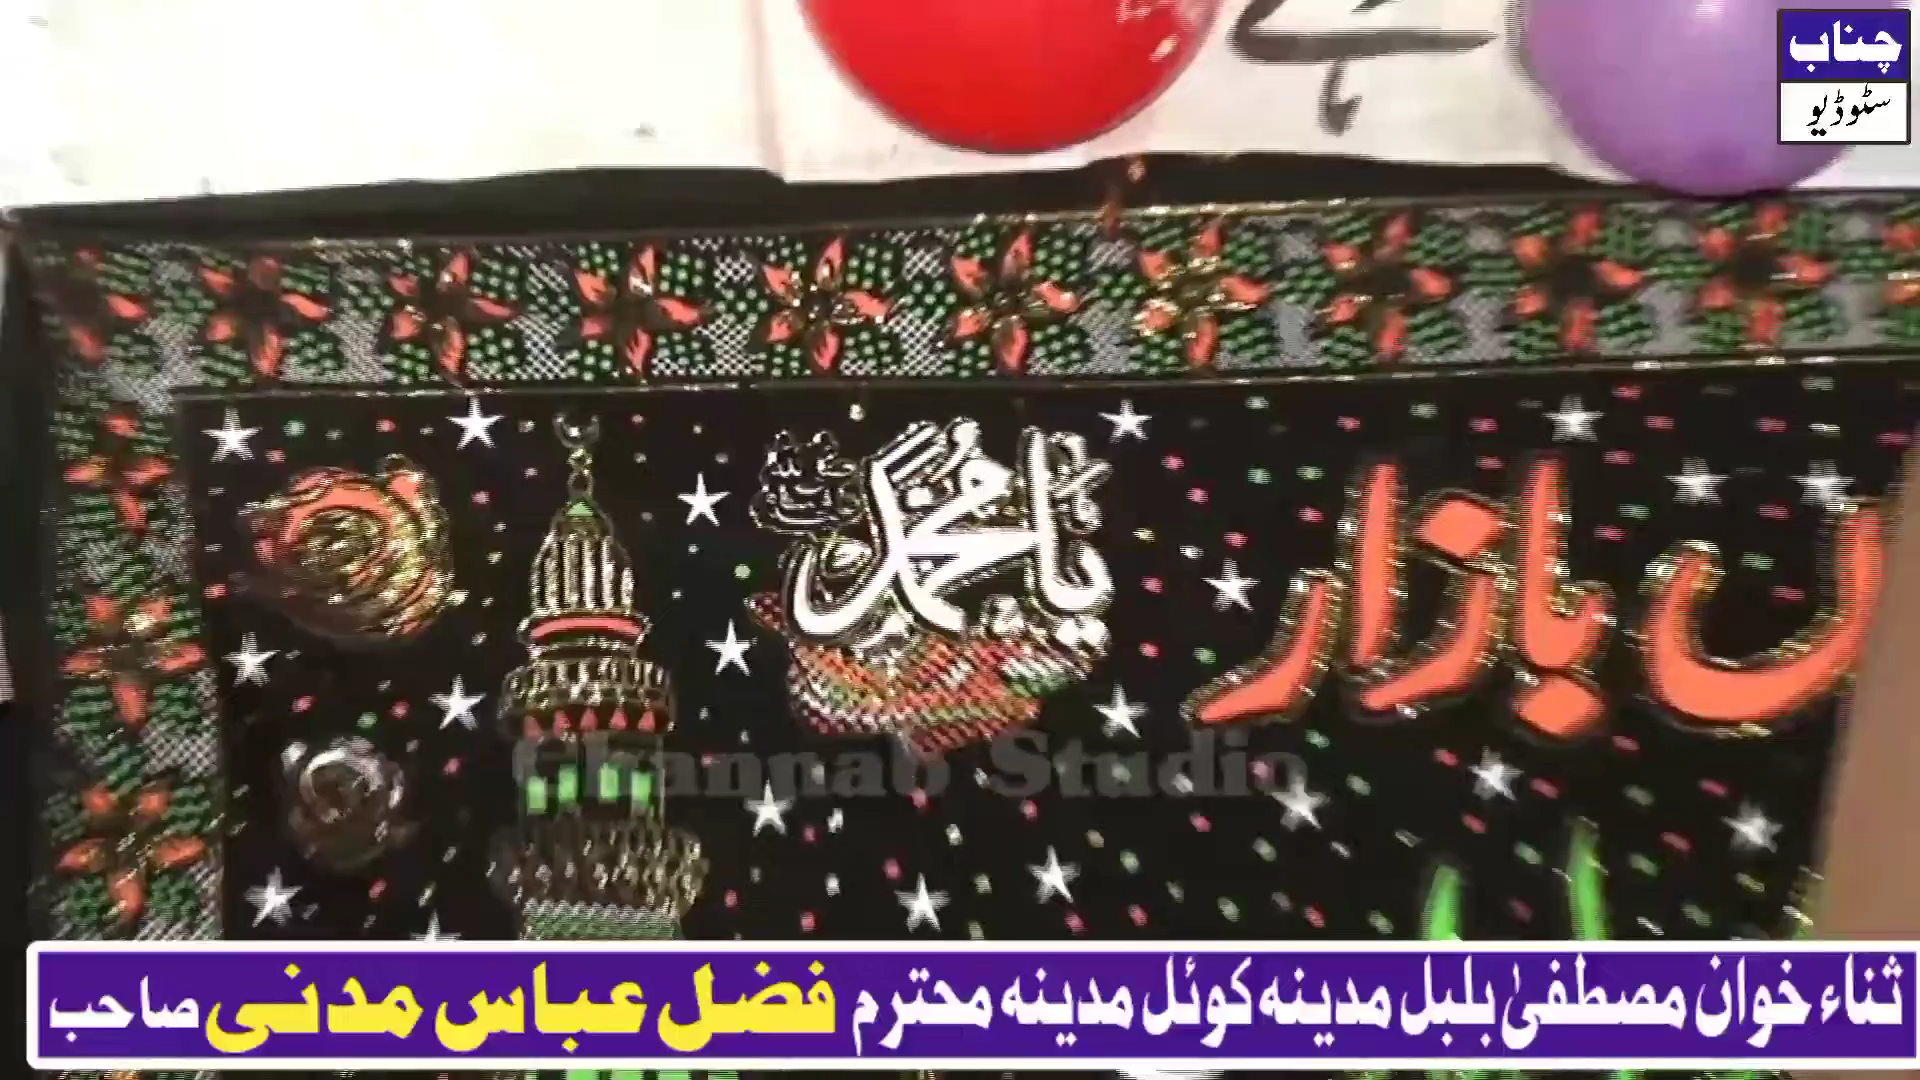 ہے
چناب
سٹوڈیو
یا محمد
بازار
Channab Studio
ثناء خوان مصطفیٰ بلبل مدینہ کوئل مدینہ محترم فضل عباس مدنی صاحب